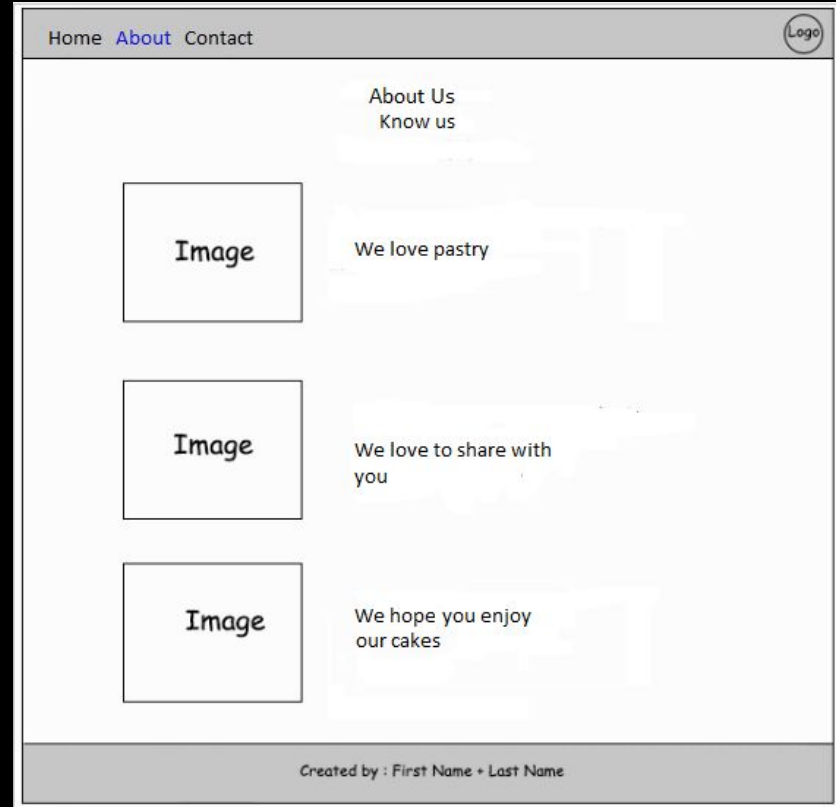 Home About Contact
Logo
About Us
Know us
Image
We love pastry
Image
We love to share with
you
Image
We hope you enjoy
our cakes
Created by : First Name + Last Name